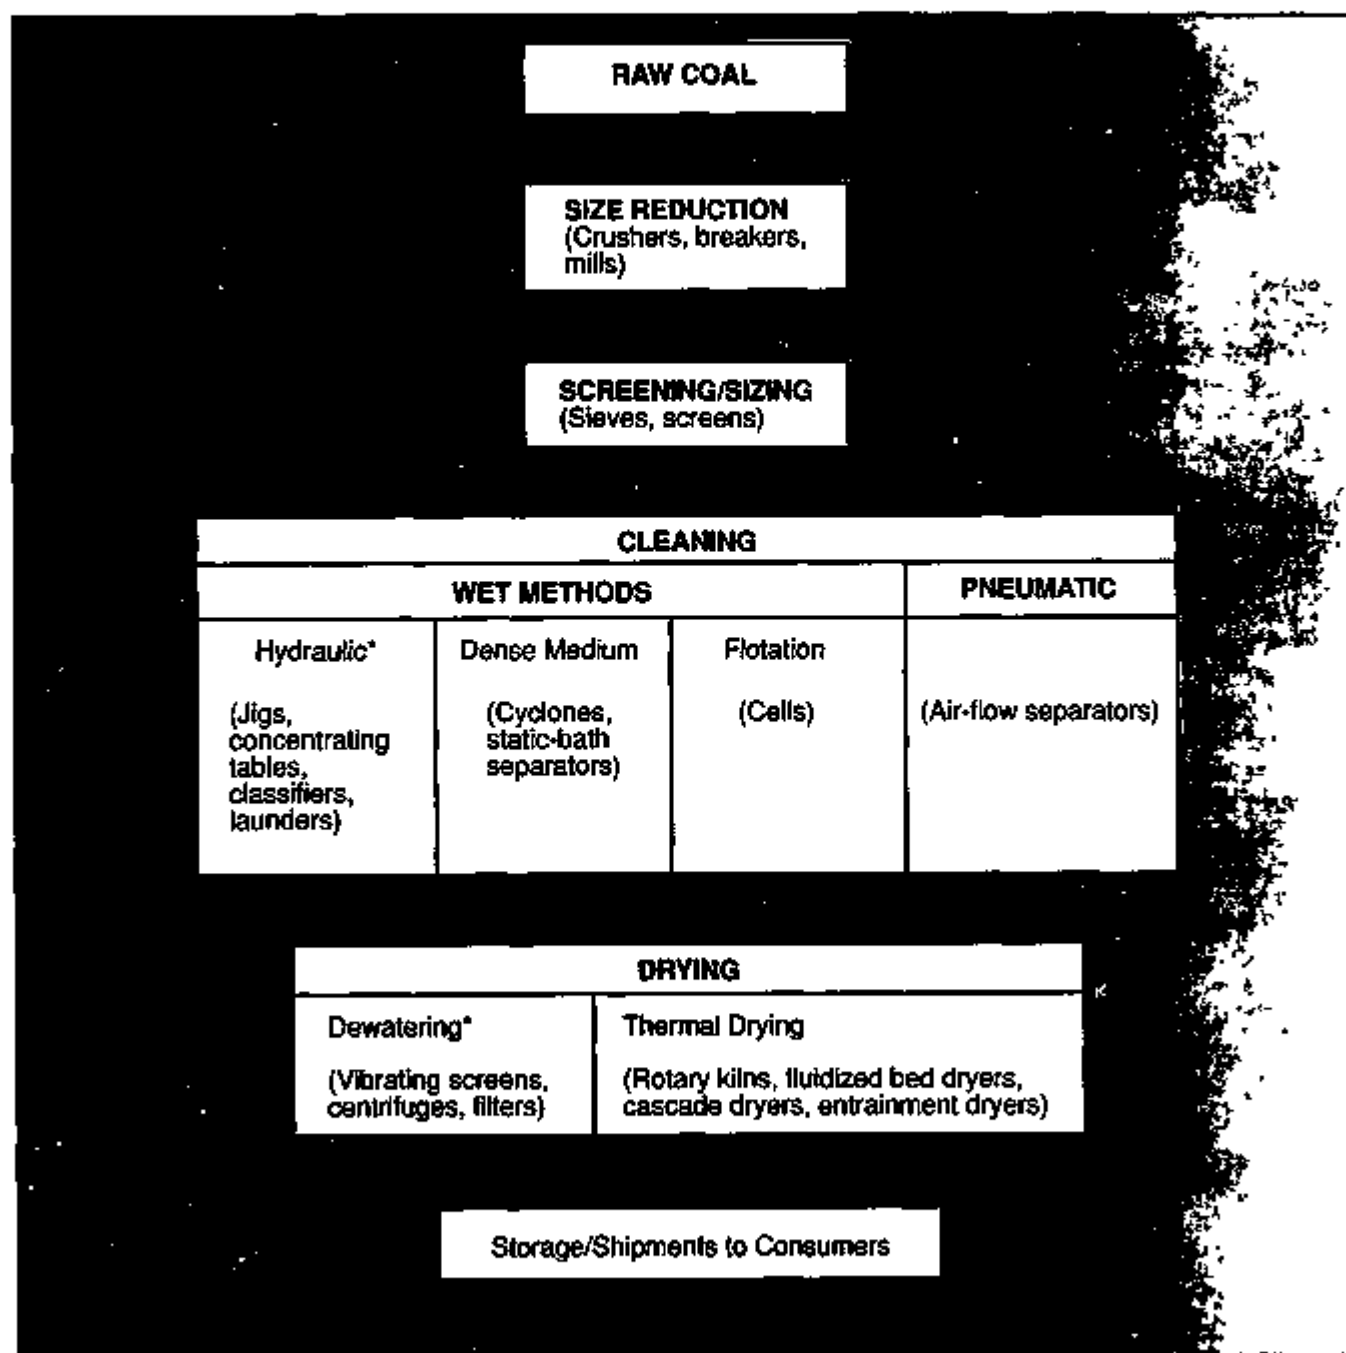 RAW COAL
SIZE REDUCTION
(Crushers, breakers,
mills)
SCREENING/SIZING
(Sieves, screens)
CLEANING
WET METHODS
PNEUMATIC
Hydraulic*
(Jigs,
concentrating
tables,
classifiers,
launders)
Dense Medium
(Cyclones,
static-bath
separators)
Flotation
(Cells)
(Air-flow separators)
DRYING
Dewatering*
(Vibrating screens,
centrifuges, filters)
Thermal Drying
(Rotary kilns, fluidized bed dryers,
cascade dryers, entrainment dryers)
Storage/Shipments to Consumers